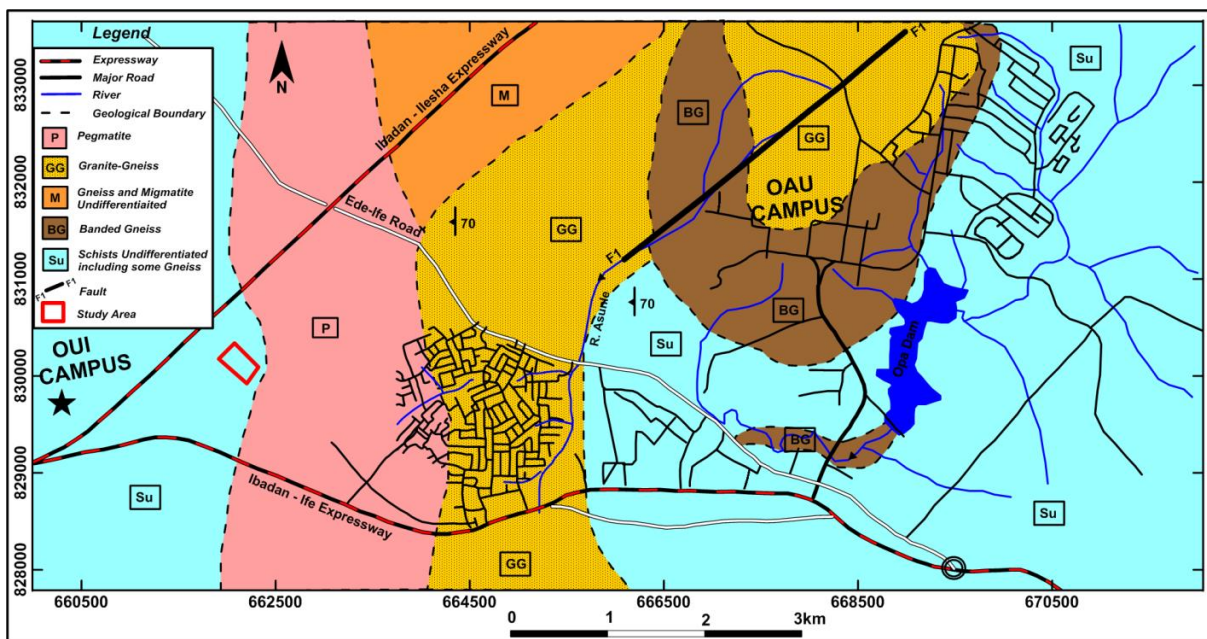 Legend
Expressway
Major Road
River
Geological Boundary
P
Pegmatite
GG
Granite-Gneiss
M
Gneiss and Migmatite
Undifferentiaited
BG
Banded Gneiss
Su
Schists Undifferentiated
including some Gneiss
F1
F1
Fault
Study Area
N
Ibadan - Ilesha Expressway
M
BG
F1
GG
Su
OAU
CAMPUS
Ede-Ife Road
70
GG
F1
R. Asunle
70
P
Su
BG
Opa Dam
OUI
CAMPUS
BG
Su
Ibadan - Ife Expressway
Su
GG
833000
832000
831000
830000
829000
828000
660500
662500
664500
666500
668500
670500
0
1
2
3km